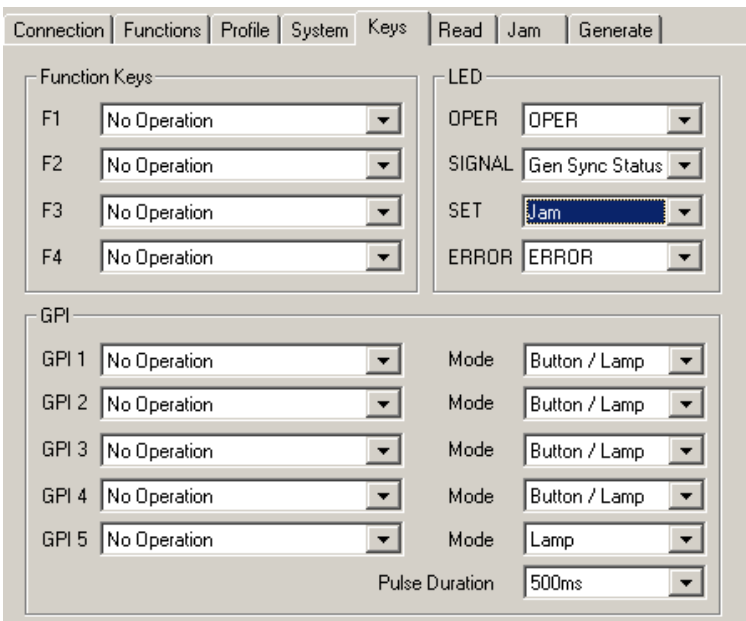 Connection Functions Profile System Keys Read Jam Generate
Function Keys LED
F1 No Operation OPER OPER
F2 No Operation SIGNAL Gen Sync Status
F3 No Operation SET Jam
F4 No Operation ERROR ERROR
GPI
GPI 1 No Operation Mode Button / Lamp
GPI 2 No Operation Mode Button / Lamp
GPI 3 No Operation Mode Button / Lamp
GPI 4 No Operation Mode Button / Lamp
GPI 5 No Operation Mode Lamp
Pulse Duration 500ms